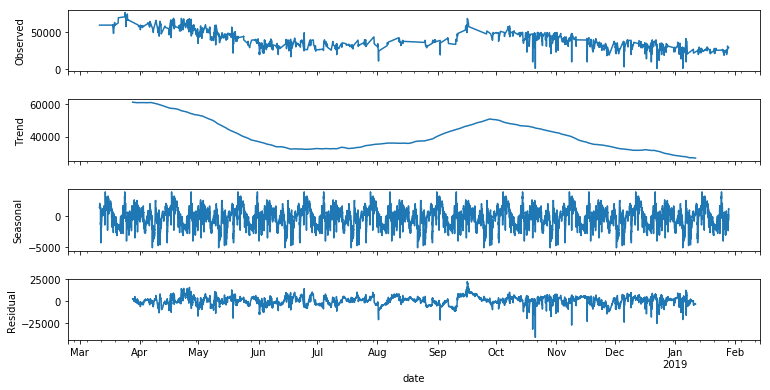 50000
0
Observed
60000
40000
Trend
0
−5000
Seasonal
25000
0
−25000
Residual
Mar Apr May Jun Jul Aug Sep Oct Nov Dec Jan Feb
2019
date